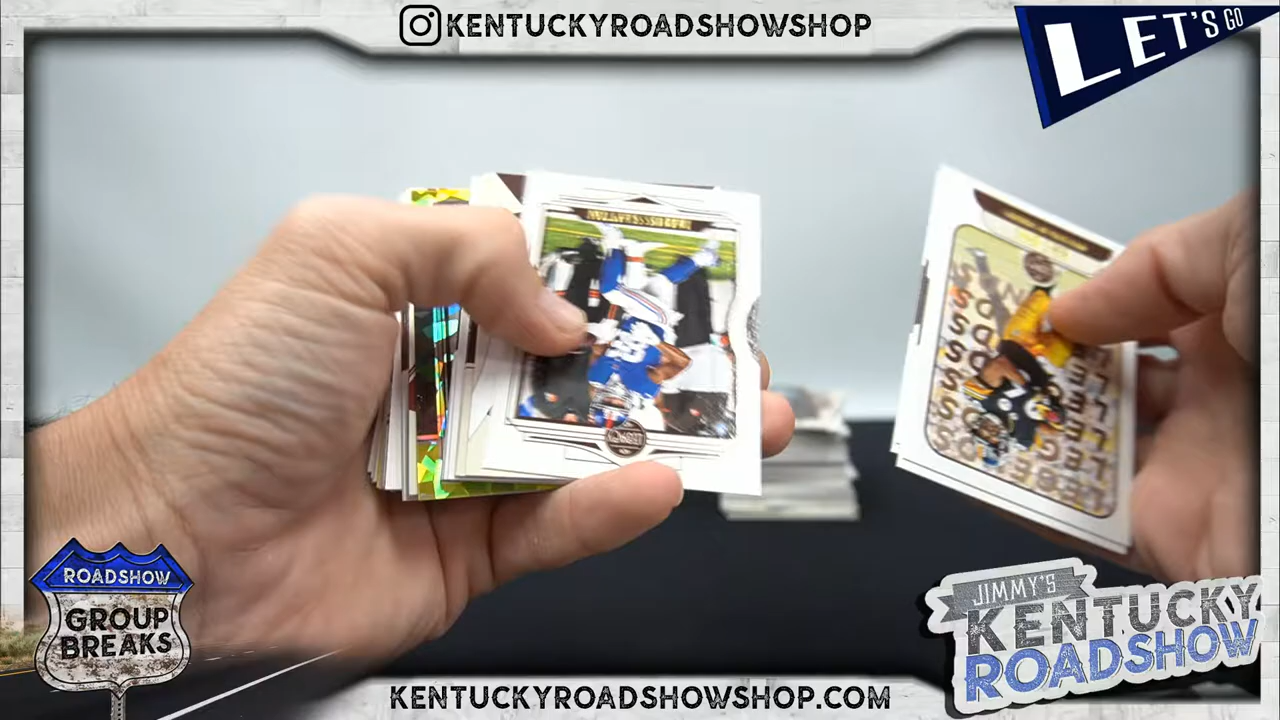 KENTUCKYROADSHOWSHOP
LET'S GO
ROADSHOW
GROUP
BREAKS
JIMMY'S
KENTUCKY
ROADSHOW
KENTUCKYROADSHOWSHOP.COM